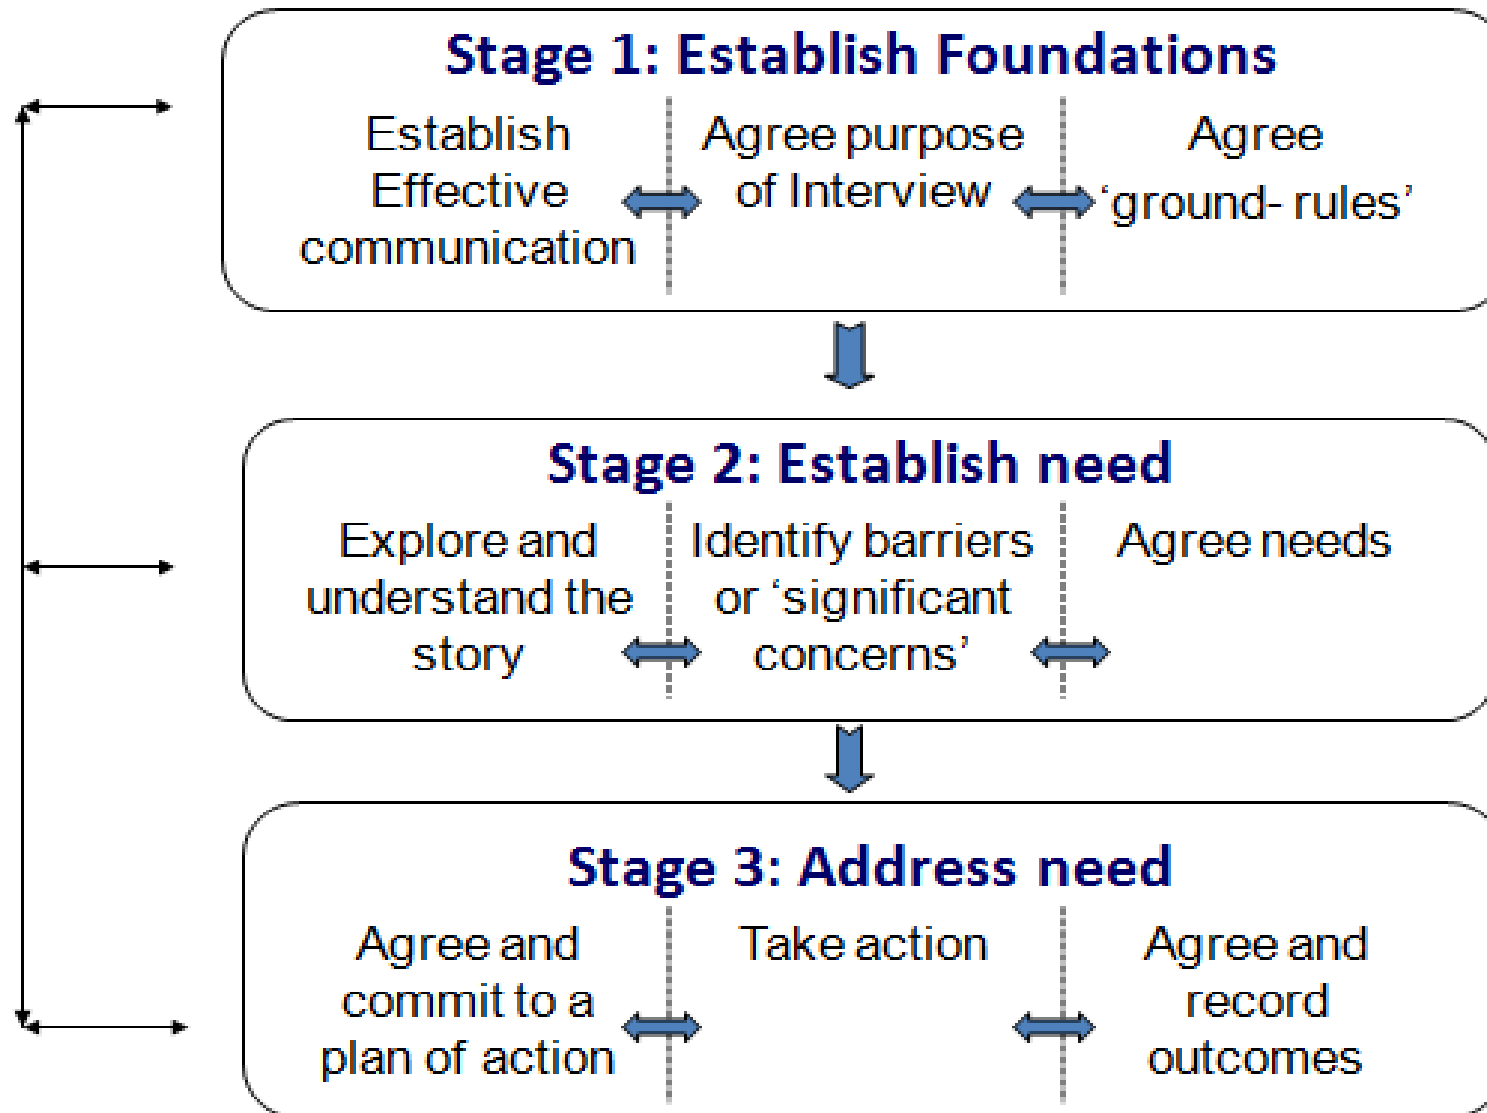 Stage 1: Establish Foundations
Establish
Effective
communication
Agree purpose
of Interview
Agree
‘ground- rules’
Stage 2: Establish need
Explore and
understand the
story
Identify barriers
or ‘significant
concerns’
Agree needs
Stage 3: Address need
Agree and
commit to a
plan of action
Take action
Agree and
record
outcomes